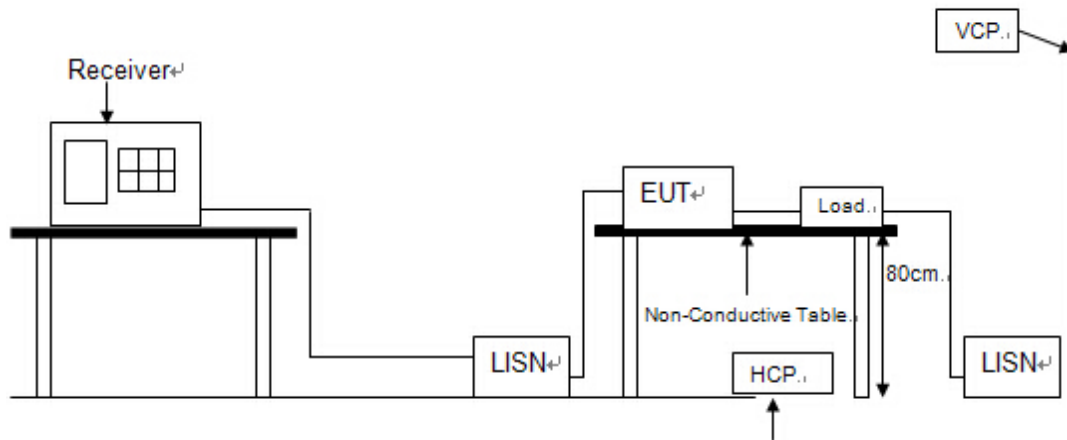 VCP.
Receiver↵
EUT↵
Load.
80cm.
Non-Conductive Table.
LISN↵
HCP.
LISN↵